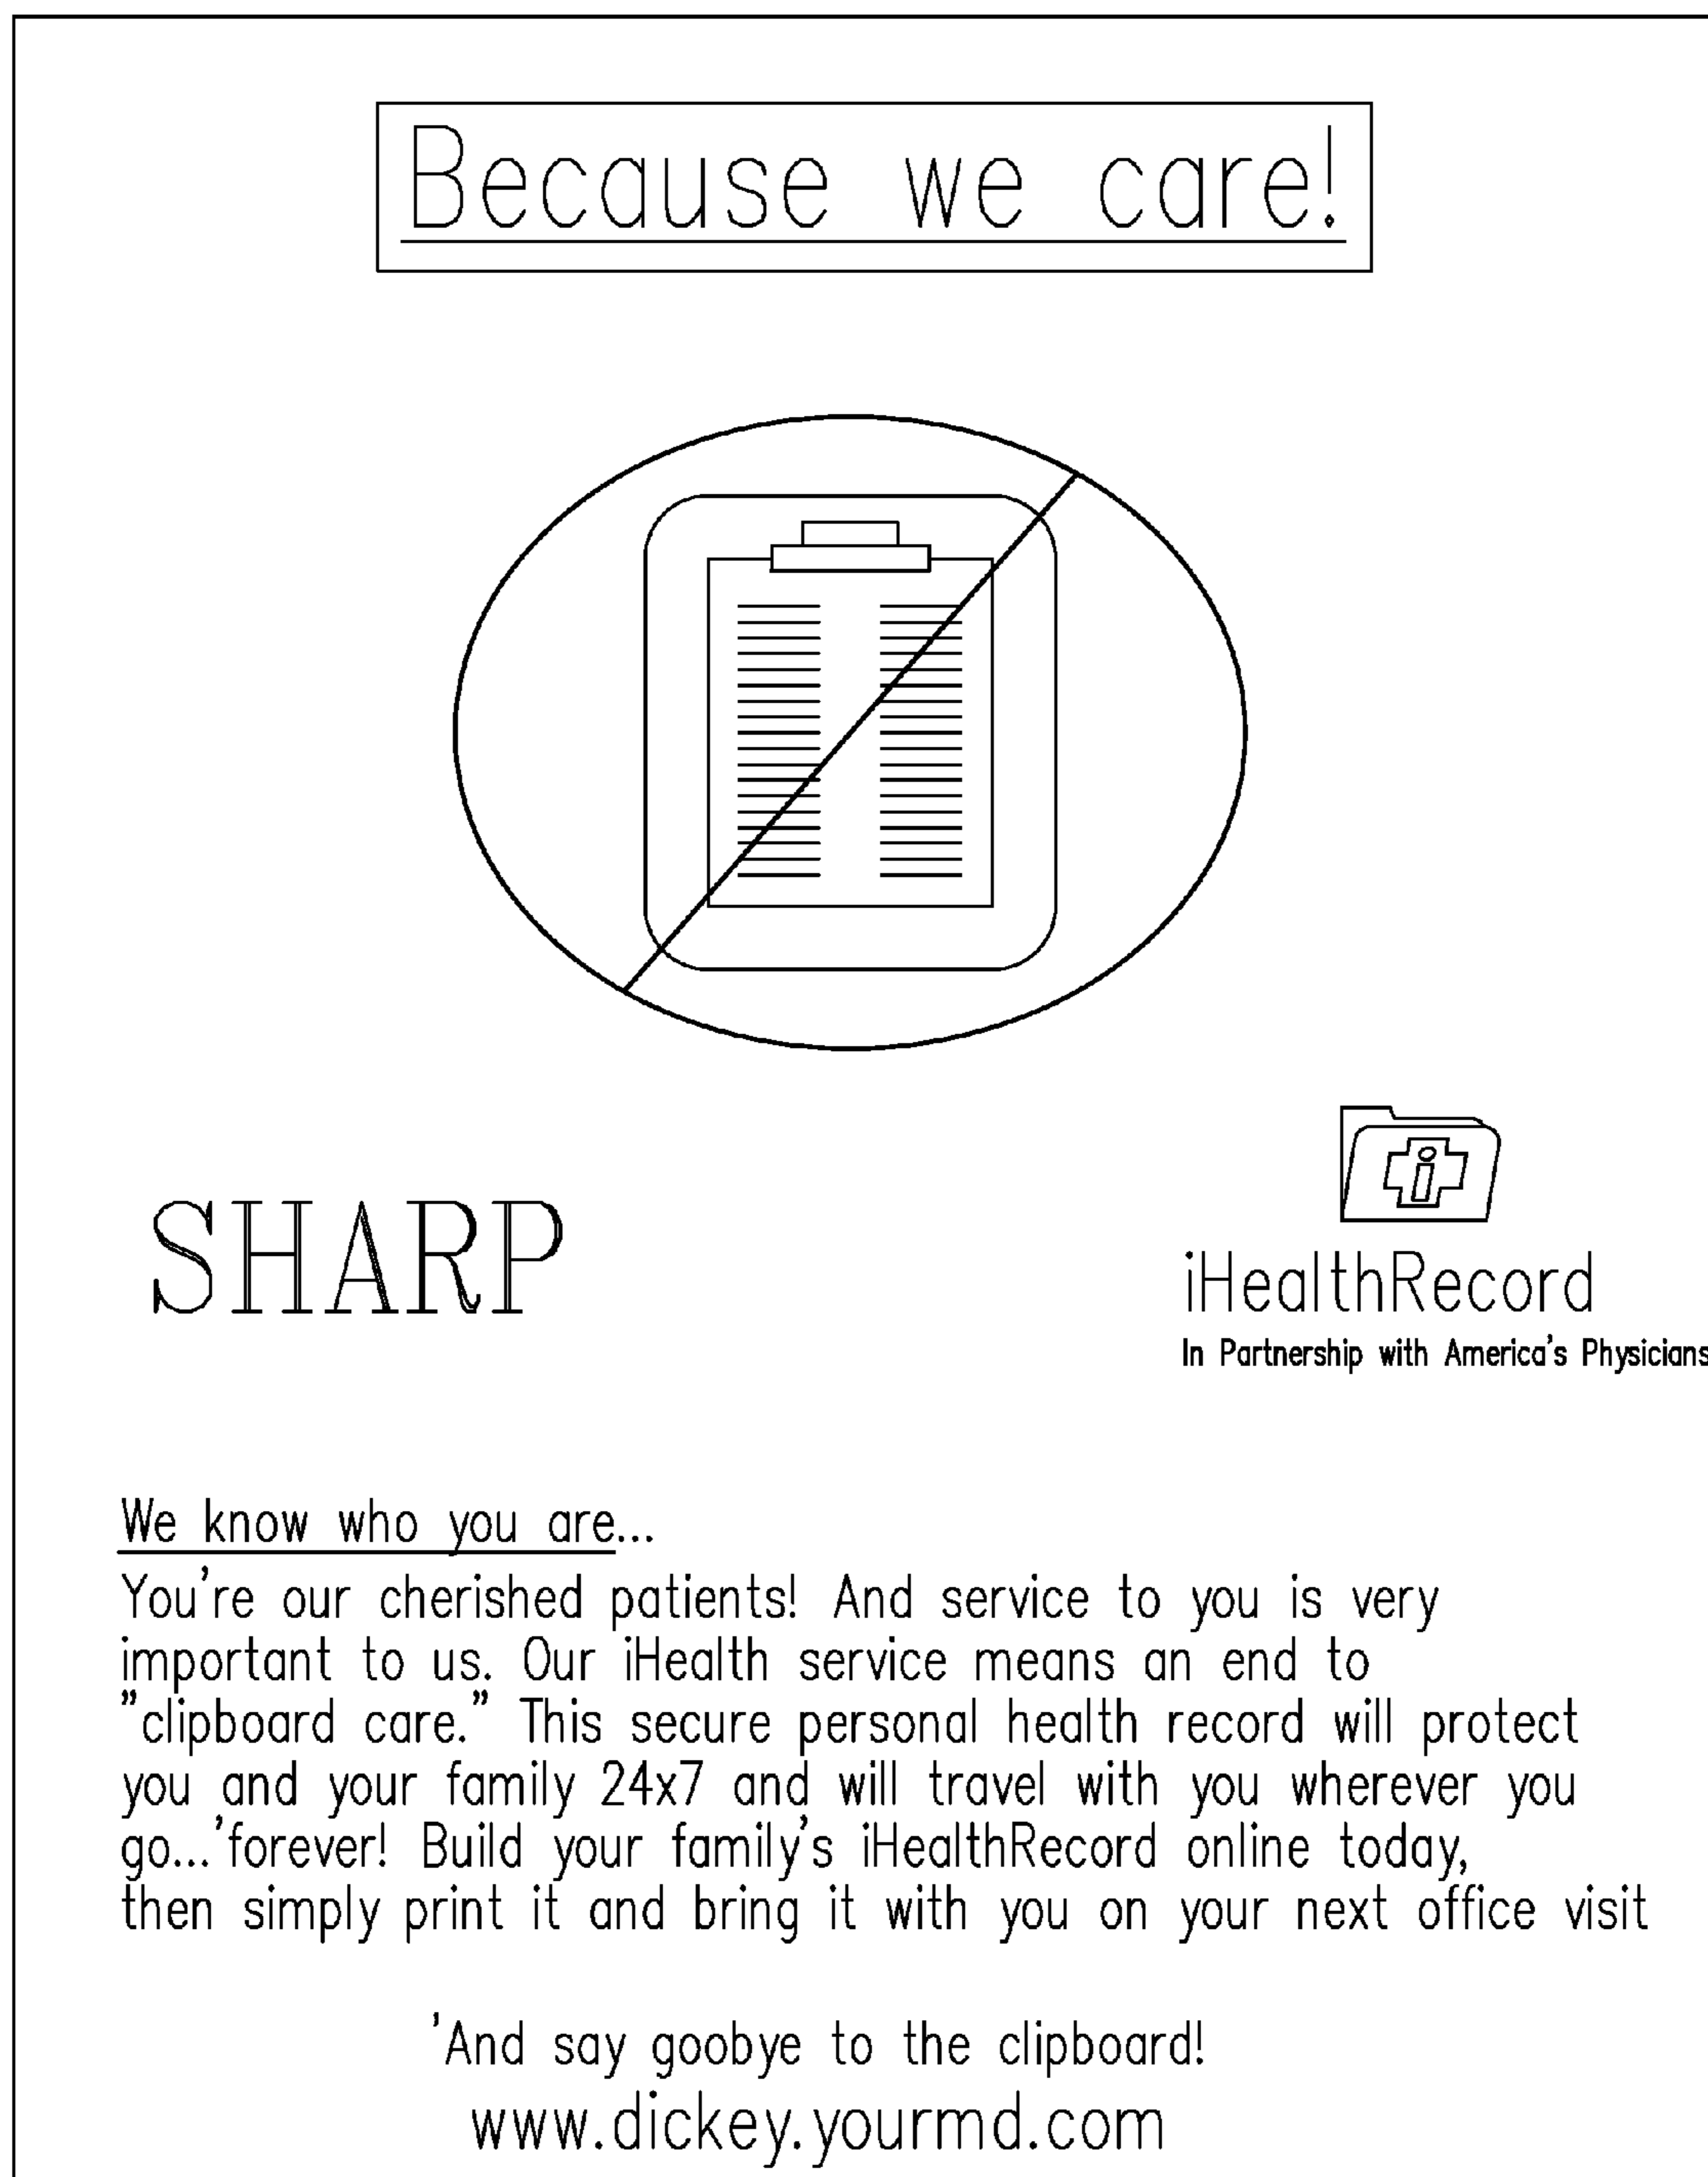 Because we care!
SHARP
iHealthRecord
In Partnership with America's Physicians
We know who you are...
You're our cherished patients! And service to you is very
important to us. Our iHealth service means an end to
"clipboard care." This secure personal health record will protect
you and your family 24x7 and will travel with you wherever you
go...'forever! Build your family's iHealthRecord online today,
then simply print it and bring it with you on your next office visit
'And say goobye to the clipboard!
www.dickey.yourmd.com